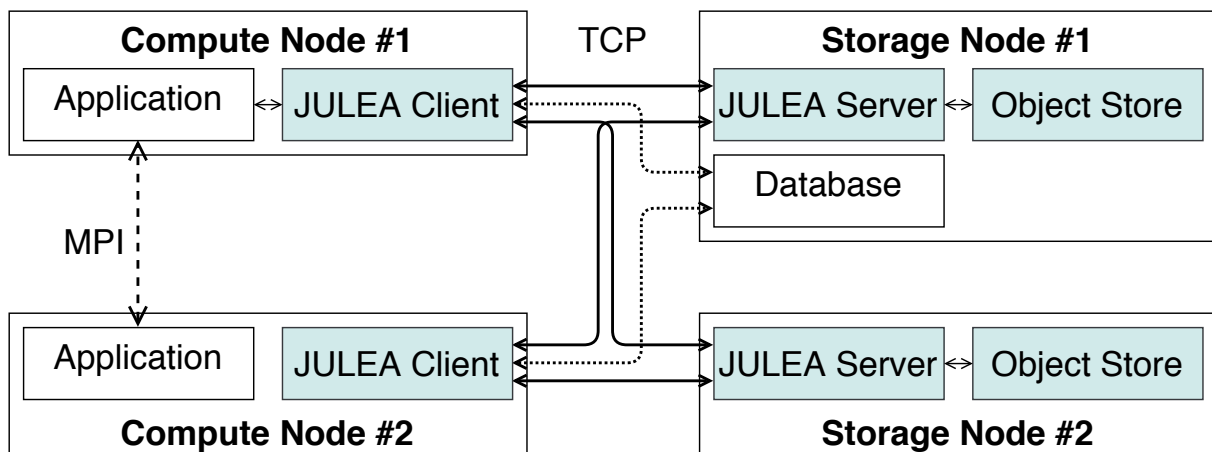 Compute Node #1
TCP
Storage Node #1
Application
JULEA Client
JULEA Server
Object Store
Database
MPI
Application
JULEA Client
JULEA Server
Object Store
Compute Node #2
Storage Node #2